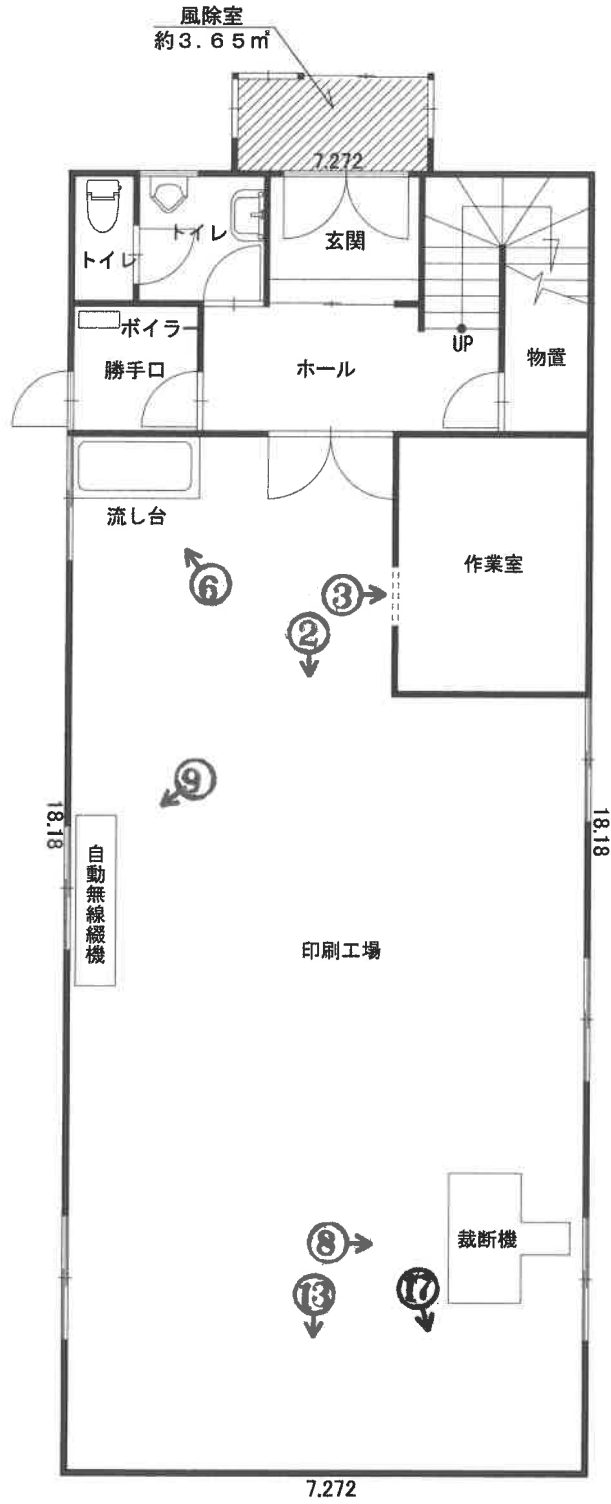 風除室
約3.65㎡
7.272
トイレ
トイレ
玄関
ボイラー
勝手口
ホール
UP
物置
流し台
作業室
⑥
③
②
⑨
18.18
18.18
自動無線綴機
印刷工場
⑧
裁断機
⑬
⑰
7.272